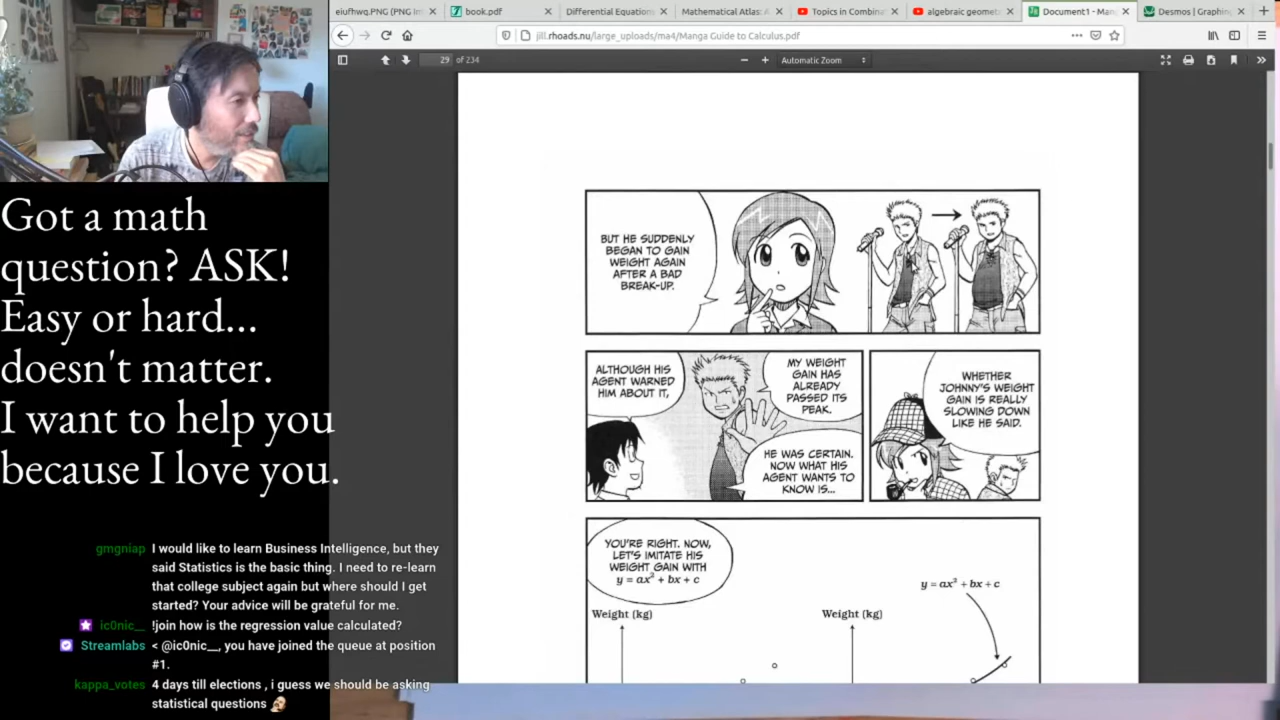 eiufhwq.PNG (PNG Im
book.pdf
Differential Equation
Mathematical Atlas: A
Topics in Combina
algebraic geomet
Document1 - Man
Desmos | Graphin
jill.rhoads.nu/large_uploads/ma4/Manga Guide to Calculus.pdf
29 of 234
Automatic Zoom
BUT HE SUDDENLY
BEGAN TO GAIN
WEIGHT AGAIN
AFTER A BAD
BREAK-UP.
ALTHOUGH HIS
AGENT WARNED
HIM ABOUT IT,
MY WEIGHT
GAIN HAS
ALREADY
PASSED ITS
PEAK.
HE WAS CERTAIN.
NOW WHAT HIS
AGENT WANTS TO
KNOW IS...
WHETHER
JOHNNY'S WEIGHT
GAIN IS REALLY
SLOWING DOWN
LIKE HE SAID.
YOU'RE RIGHT. NOW,
LET'S IMITATE HIS
WEIGHT GAIN WITH
y = ax² + bx + c
Weight (kg)
Weight (kg)
y = ax² + bx + c
Got a math
question? ASK!
Easy or hard...
doesn't matter.
I want to help you
because I love you.
gmgniap I would like to learn Business Intelligence, but they
said Statistics is the basic thing. I need to re-learn
that college subject again but where should I get
started? Your advice will be grateful for me.
ic0nic__ !join how is the regression value calculated?
Streamlabs < @ic0nic__, you have joined the queue at position
#1.
kappa_votes 4 days till elections , i guess we should be asking
statistical questions